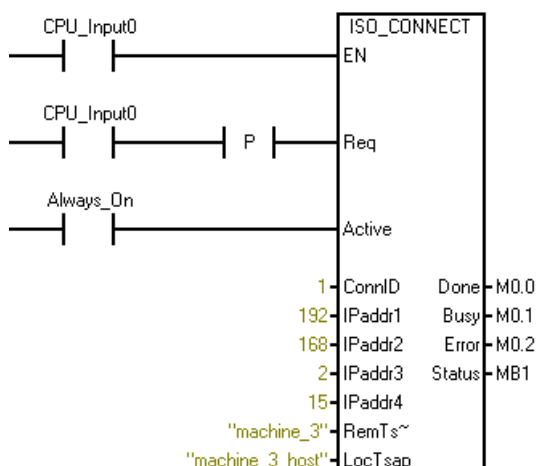 CPU_Input0 ISO_CONNECT
EN
CPU_Input0
P Req
Always_On
Active
1 ConnID Done M0.0
192 IPaddr1 Busy M0.1
168 IPaddr2 Error M0.2
2 IPaddr3 Status MB1
15 IPaddr4
"machine_3" RemTs~
"machine_3_host" LocTsap